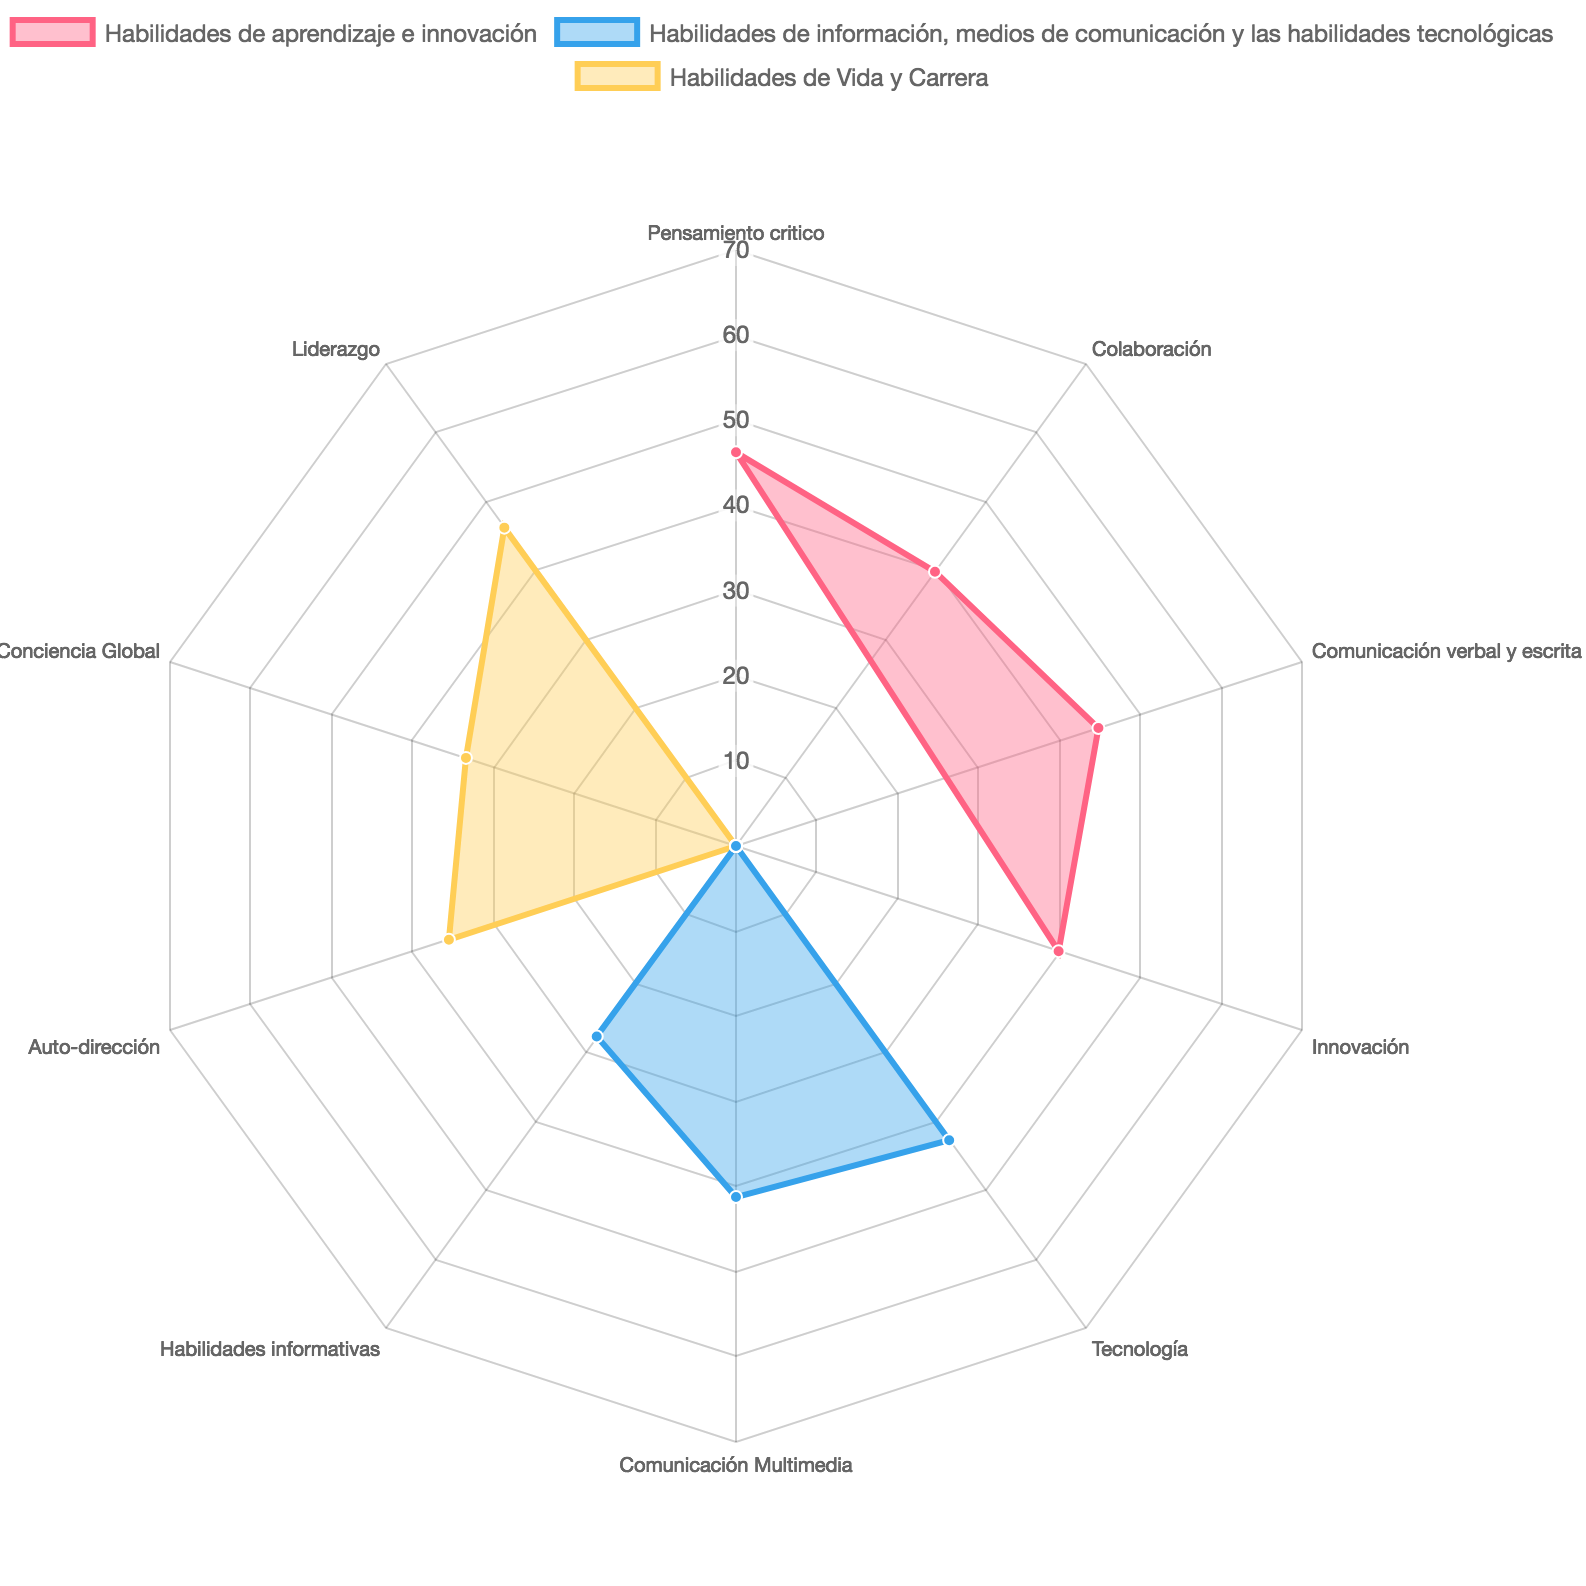 Habilidades de aprendizaje e innovación
Habilidades de información, medios de comunicación y las habilidades tecnológicas
Habilidades de Vida y Carrera
Pensamiento critico
70
60
50
40
30
20
10
Liderazgo
Colaboración
Conciencia Global
Comunicación verbal y escrita
Auto-dirección
Innovación
Habilidades informativas
Tecnología
Comunicación Multimedia